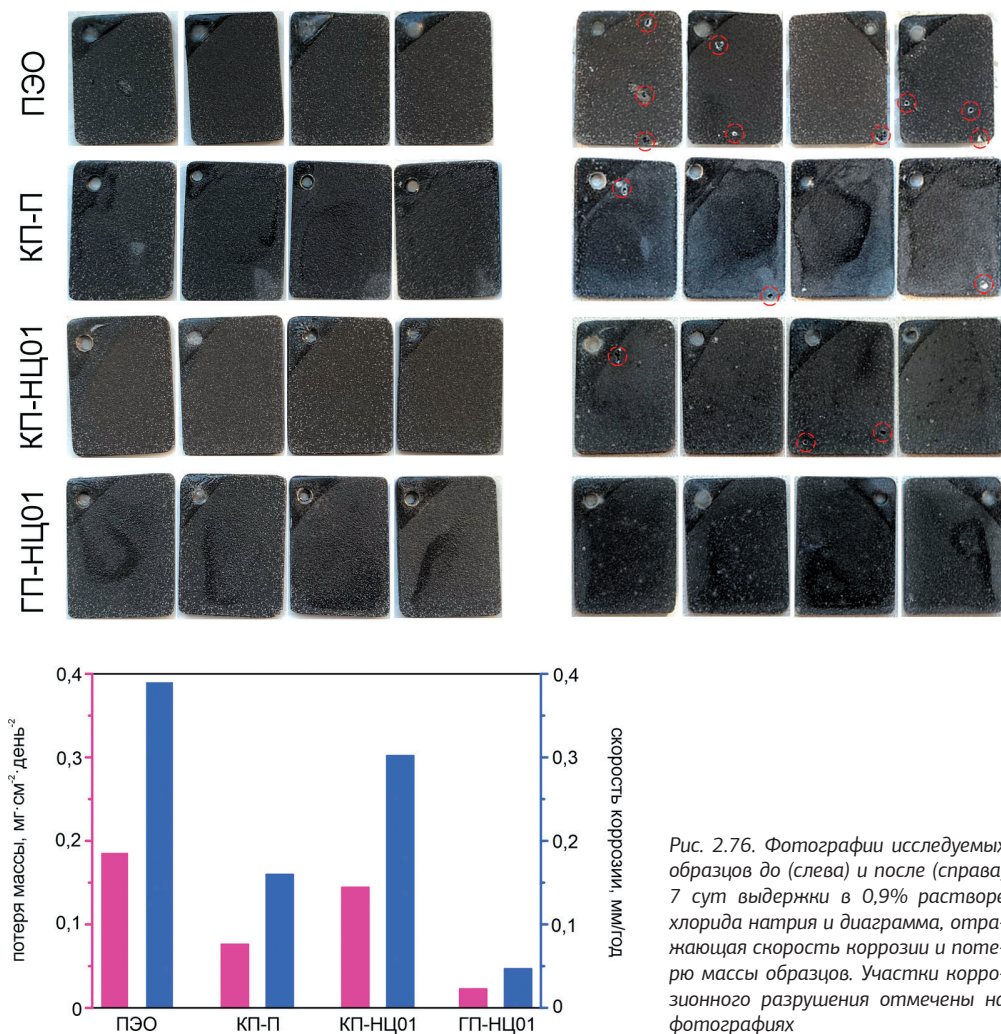 ПЭО
КП-П
КП-НЦ01
ГП-НЦ01
потеря массы, мг·см⁻²·день⁻²
0,4
0,3
0,2
0,1
0
0,4
0,3
0,2
0,1
0
скорость коррозии, мм/год
ПЭО
КП-П
КП-НЦ01
ГП-НЦ01
Рис. 2.76. Фотографии исследуемых
образцов до (слева) и после (справа)
7 сут выдержки в 0,9% растворе
хлорида натрия и диаграмма, отра-
жающая скорость коррозии и поте-
рю массы образцов. Участки корро-
зионного разрушения отмечены на
фотографиях